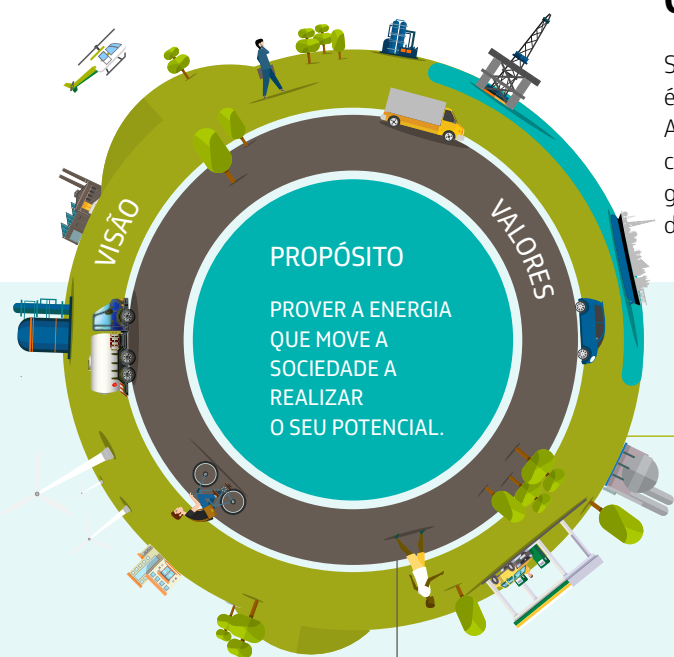 VISÃO
VALORES
PROPÓSITO
PROVER A ENERGIA
QUE MOVE A
SOCIEDADE A
REALIZAR
O SEU POTENCIAL.